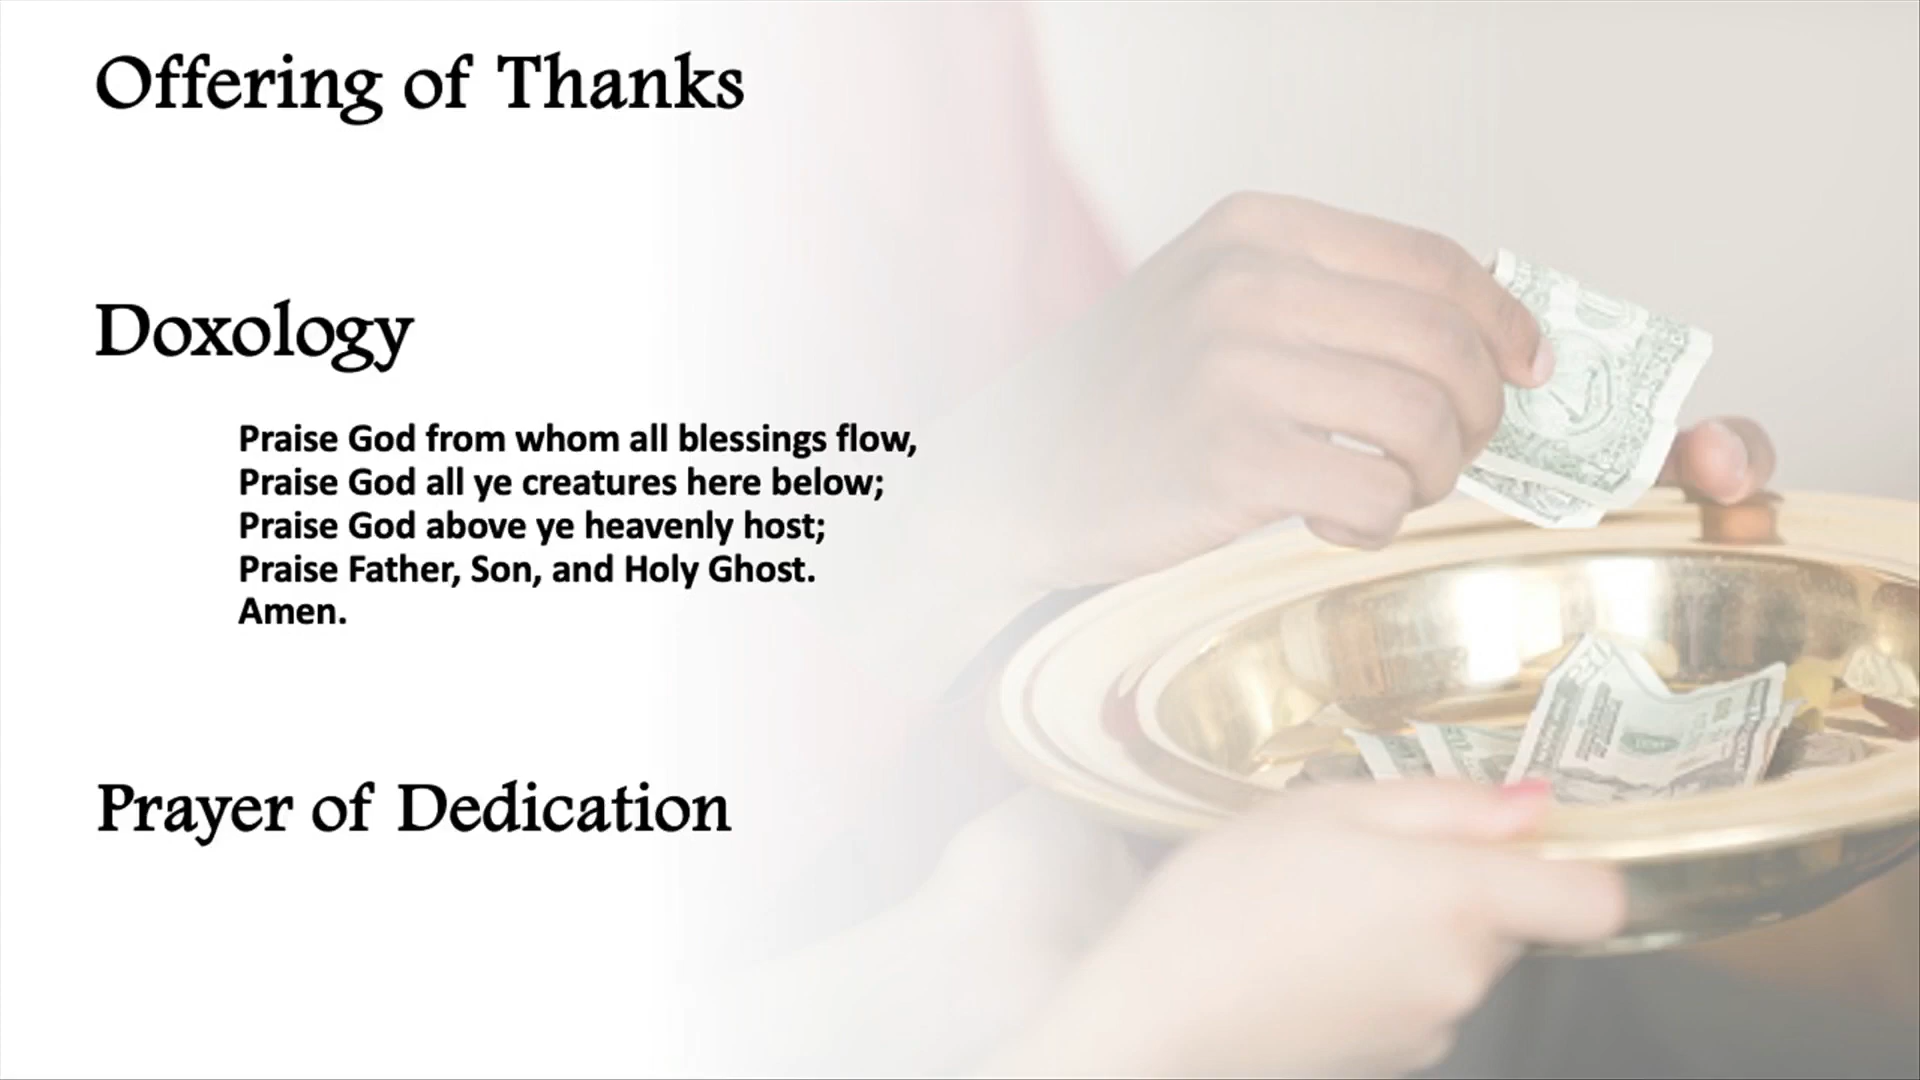 Offering of Thanks
Doxology
Praise God from whom all blessings flow,
Praise God all ye creatures here below;
Praise God above ye heavenly host;
Praise Father, Son, and Holy Ghost.
Amen.
Prayer of Dedication